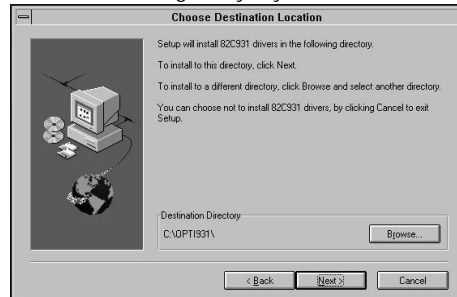 Choose Destination Location
Setup will install 82C931 drivers in the following directory.
To install to this directory, click Next.
To install to a different directory, click Browse and select another directory.
You can choose not to install 82C931 drivers, by clicking Cancel to exit
Setup.
Destination Directory
C:\OPTI931\
Browse...
< Back
Next >
Cancel